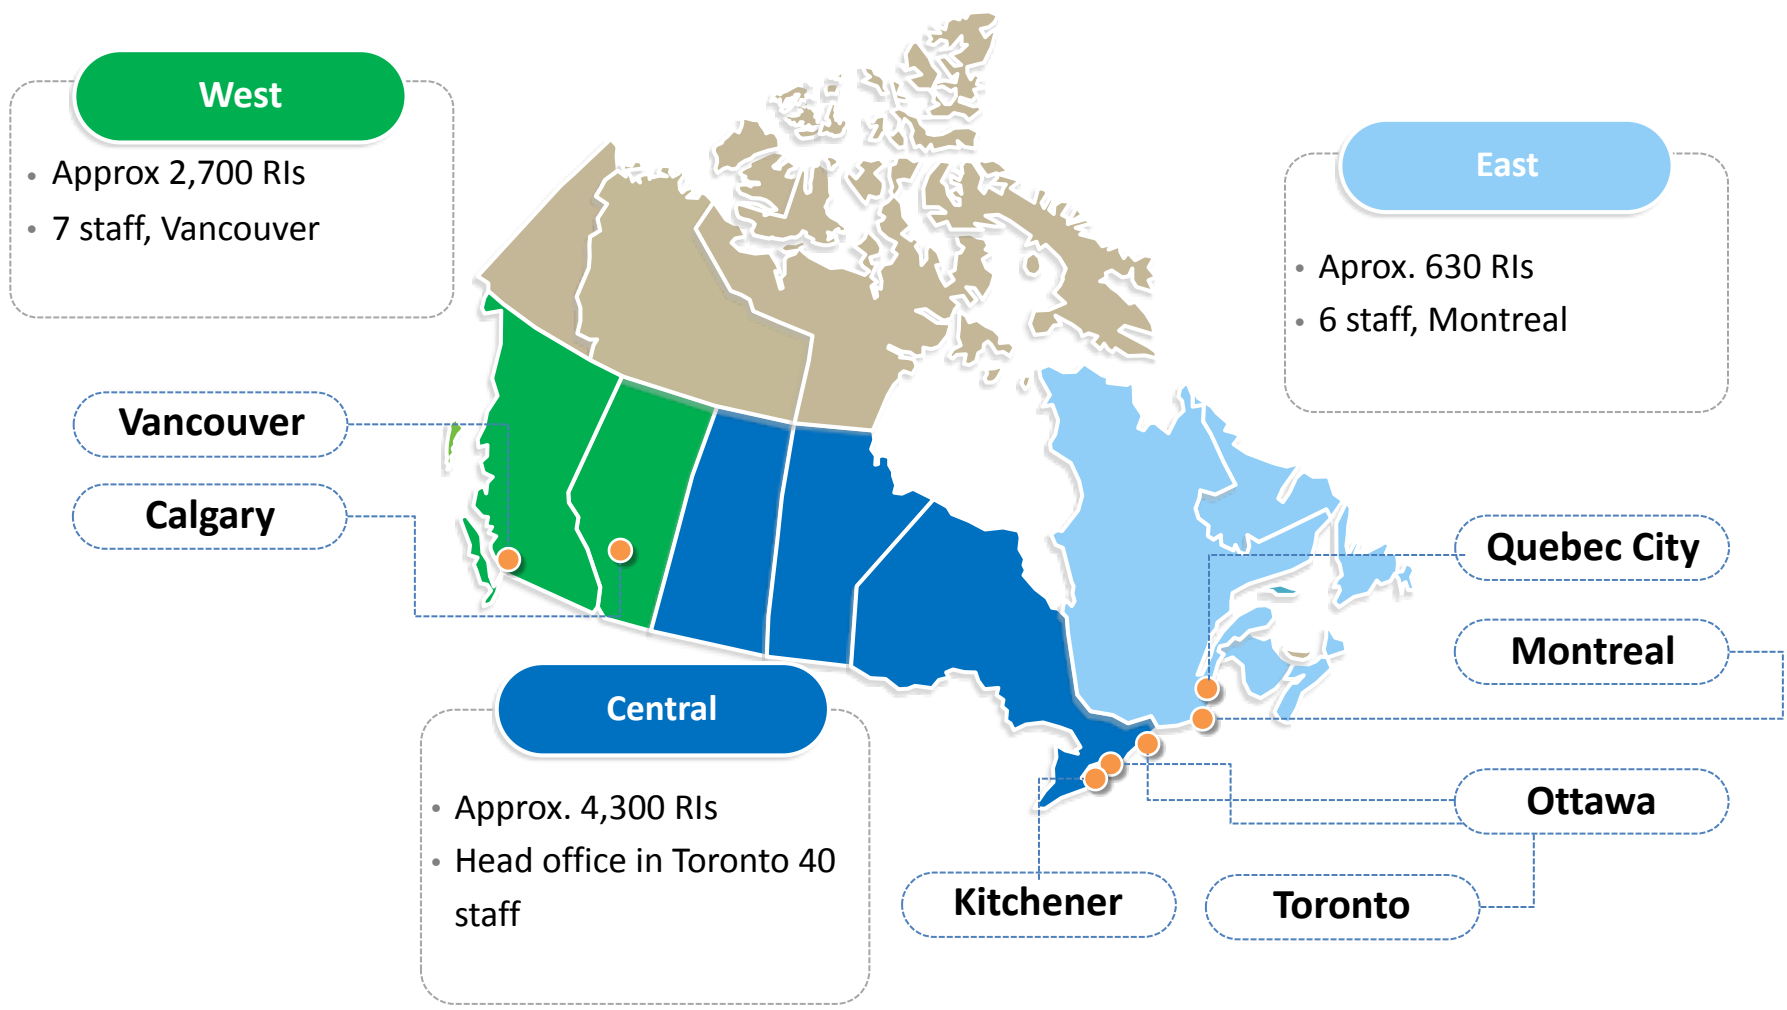 West
• Approx 2,700 RIs
• 7 staff, Vancouver
East
• Aprox. 630 RIs
• 6 staff, Montreal
Vancouver
Calgary
Quebec City
Montreal
Central
• Approx. 4,300 RIs
• Head office in Toronto 40
staff
Ottawa
Kitchener
Toronto